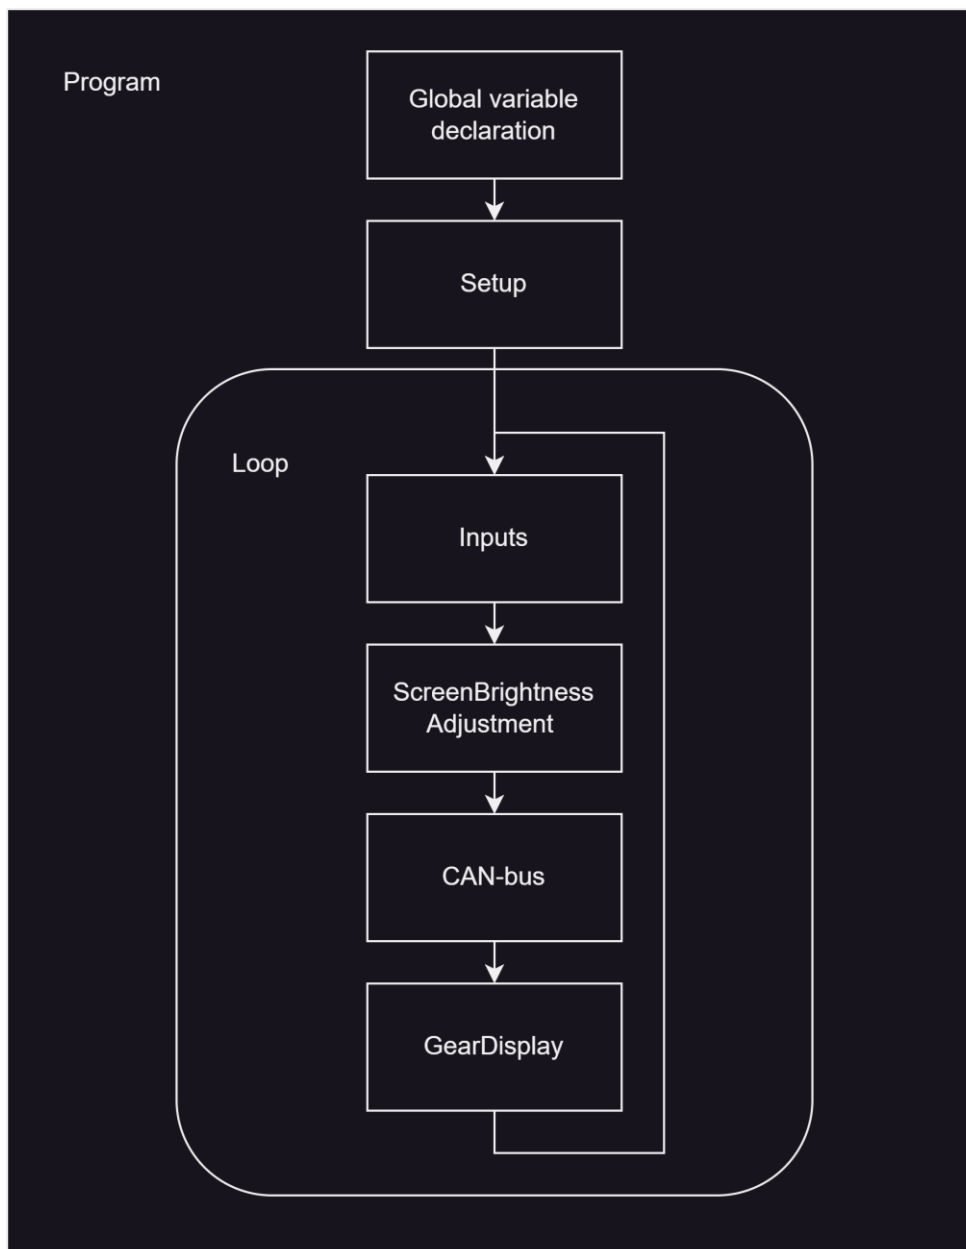 Program
Global variable
declaration
Setup
Loop
Inputs
ScreenBrightness
Adjustment
CAN-bus
GearDisplay